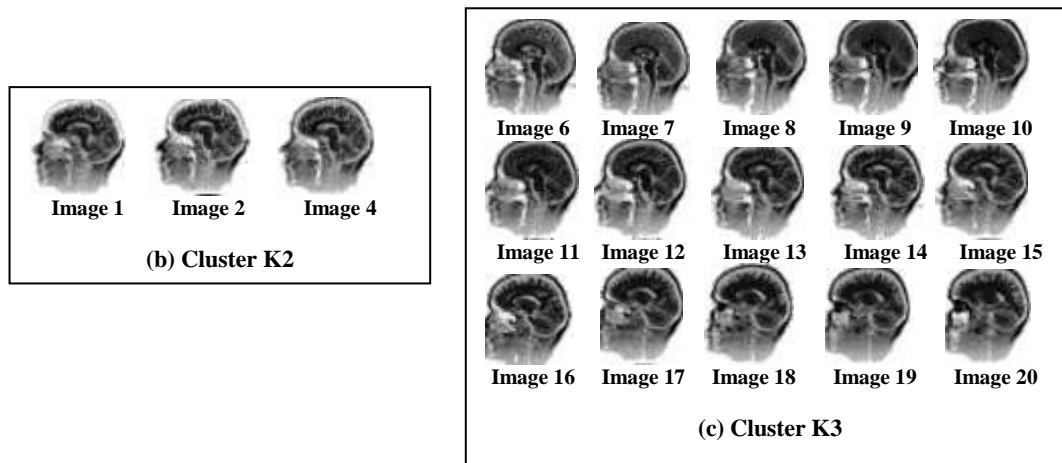 Image 1 Image 2 Image 4
(b) Cluster K2
Image 6 Image 7 Image 8 Image 9 Image 10
Image 11 Image 12 Image 13 Image 14 Image 15
Image 16 Image 17 Image 18 Image 19 Image 20
(c) Cluster K3